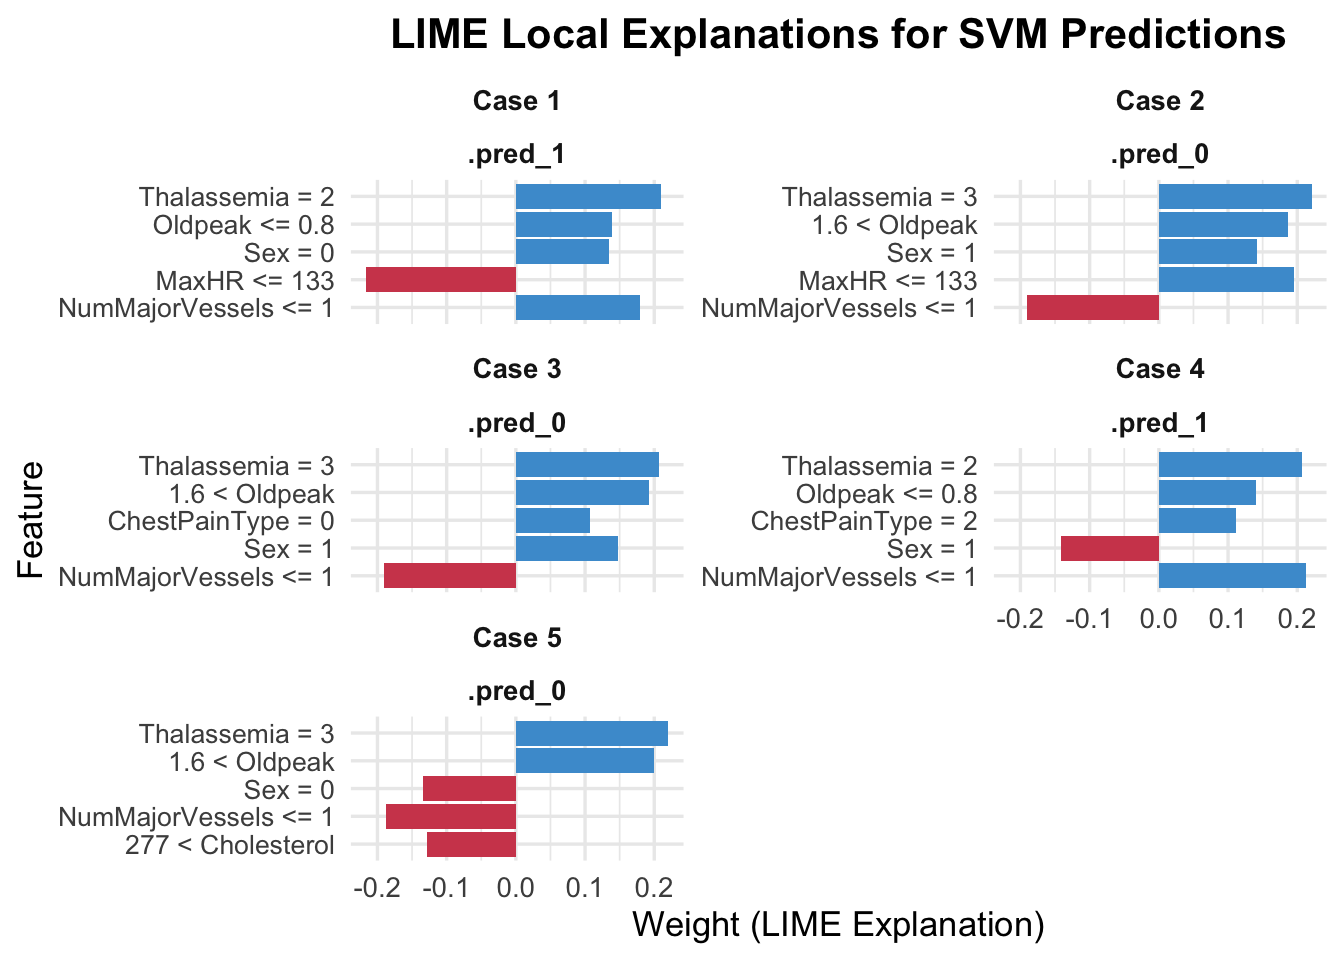 LIME Local Explanations for SVM Predictions
Case 1
.pred_1
Thalassemia = 2
Oldpeak <= 0.8
Sex = 0
MaxHR <= 133
NumMajorVessels <= 1
Case 2
.pred_0
Thalassemia = 3
1.6 < Oldpeak
Sex = 1
MaxHR <= 133
NumMajorVessels <= 1
Feature
Case 3
.pred_0
Thalassemia = 3
1.6 < Oldpeak
ChestPainType = 0
Sex = 1
NumMajorVessels <= 1
Case 4
.pred_1
Thalassemia = 2
Oldpeak <= 0.8
ChestPainType = 2
Sex = 1
NumMajorVessels <= 1
-0.2 -0.1 0.0 0.1 0.2
Case 5
.pred_0
Thalassemia = 3
1.6 < Oldpeak
Sex = 0
NumMajorVessels <= 1
277 < Cholesterol
-0.2 -0.1 0.0 0.1 0.2
Weight (LIME Explanation)